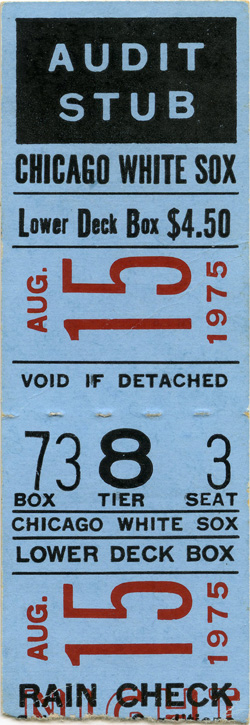 AUDIT
STUB
CHICAGO WHITE SOX
Lower Deck Box $4.50
AUG. 15 1975
VOID IF DETACHED
73 8 3
BOX TIER SEAT
CHICAGO WHITE SOX
LOWER DECK BOX
AUG. 15 1975
RAIN CHECK